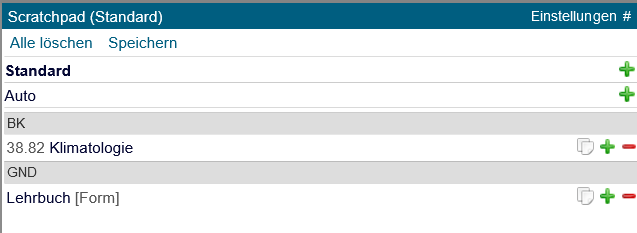 Scratchpad (Standard) Einstellungen #
Alle löschen Speichern
Standard
Auto
BK
38.82 Klimatologie
GND
Lehrbuch [Form]